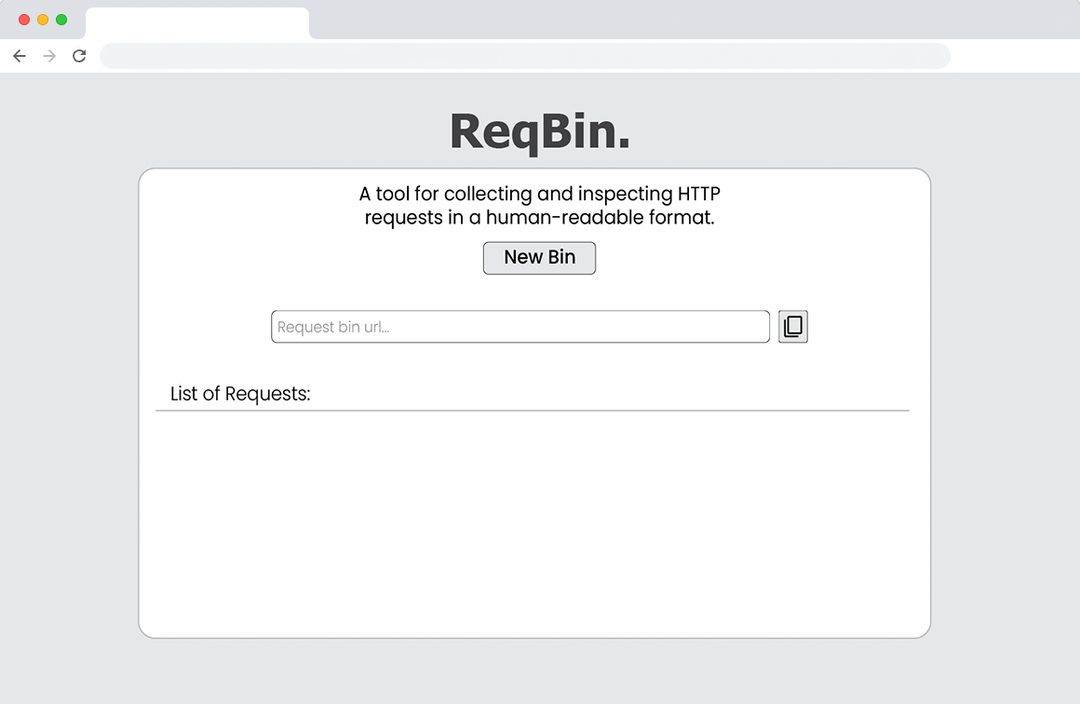 ReqBin.
A tool for collecting and inspecting HTTP
requests in a human-readable format.
New Bin
Request bin url...
List of Requests: